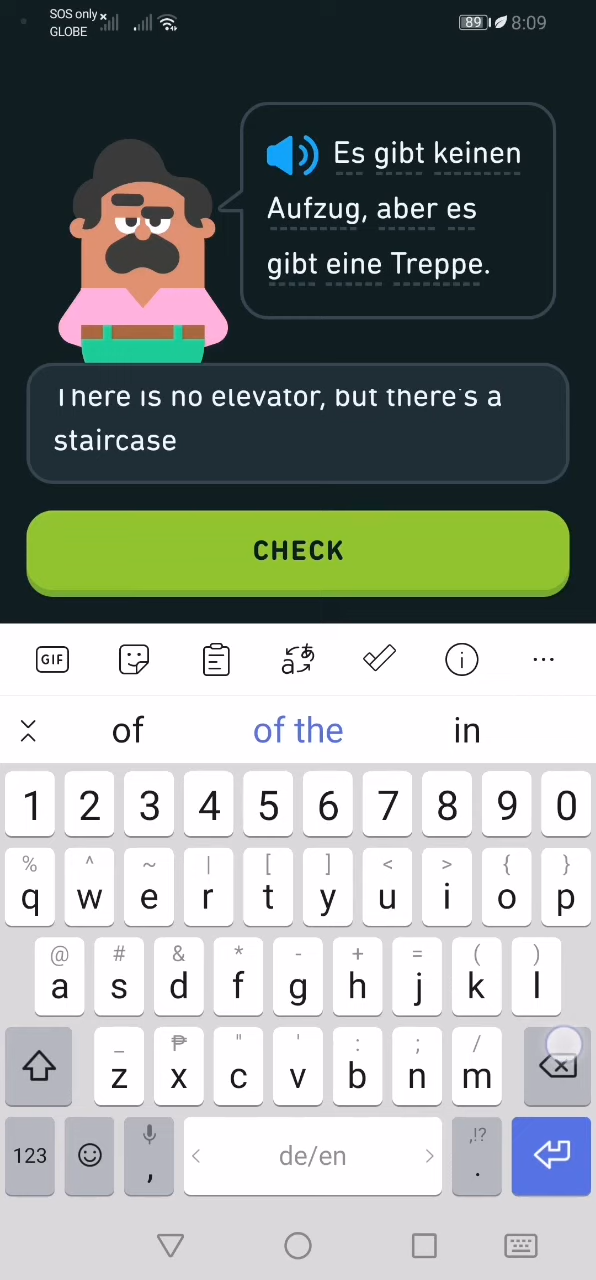 SOS only
GLOBE
89 8:09
Es gibt keinen
Aufzug, aber es
gibt eine Treppe.
There is no elevator, but there's a
staircase
CHECK
GIF
aあ
of of the in
1 2 3 4 5 6 7 8 9 0
% ^ ~ | [ ] < > { }
q w e r t y u i o p
@ # & * - + = ( )
a s d f g h j k l
_ ₱ " ' : ; /
z x c v b n m
123 , < de/en > ,!? .